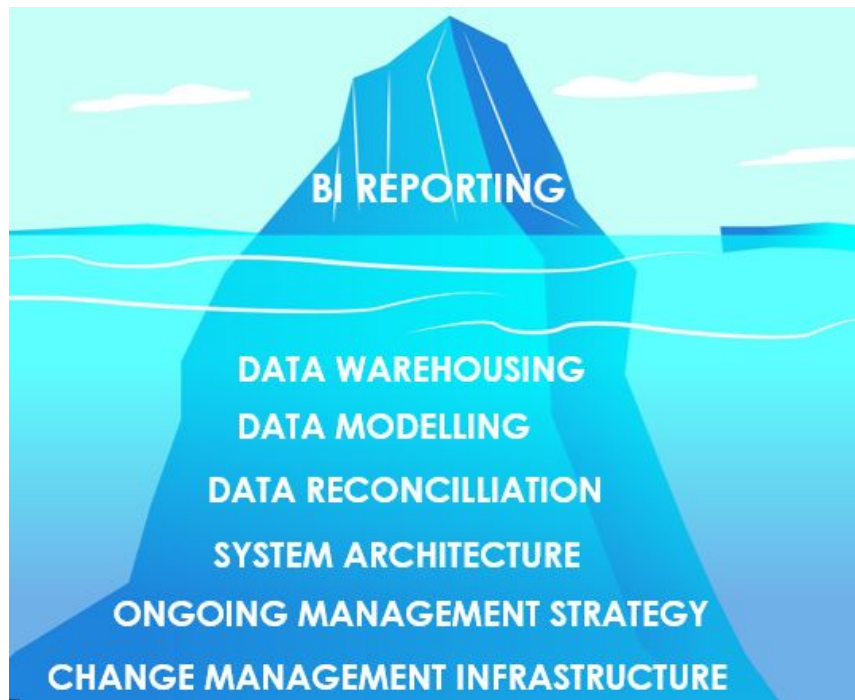 BI REPORTING
DATA WAREHOUSING
DATA MODELLING
DATA RECONCILLIATION
SYSTEM ARCHITECTURE
ONGOING MANAGEMENT STRATEGY
CHANGE MANAGEMENT INFRASTRUCTURE